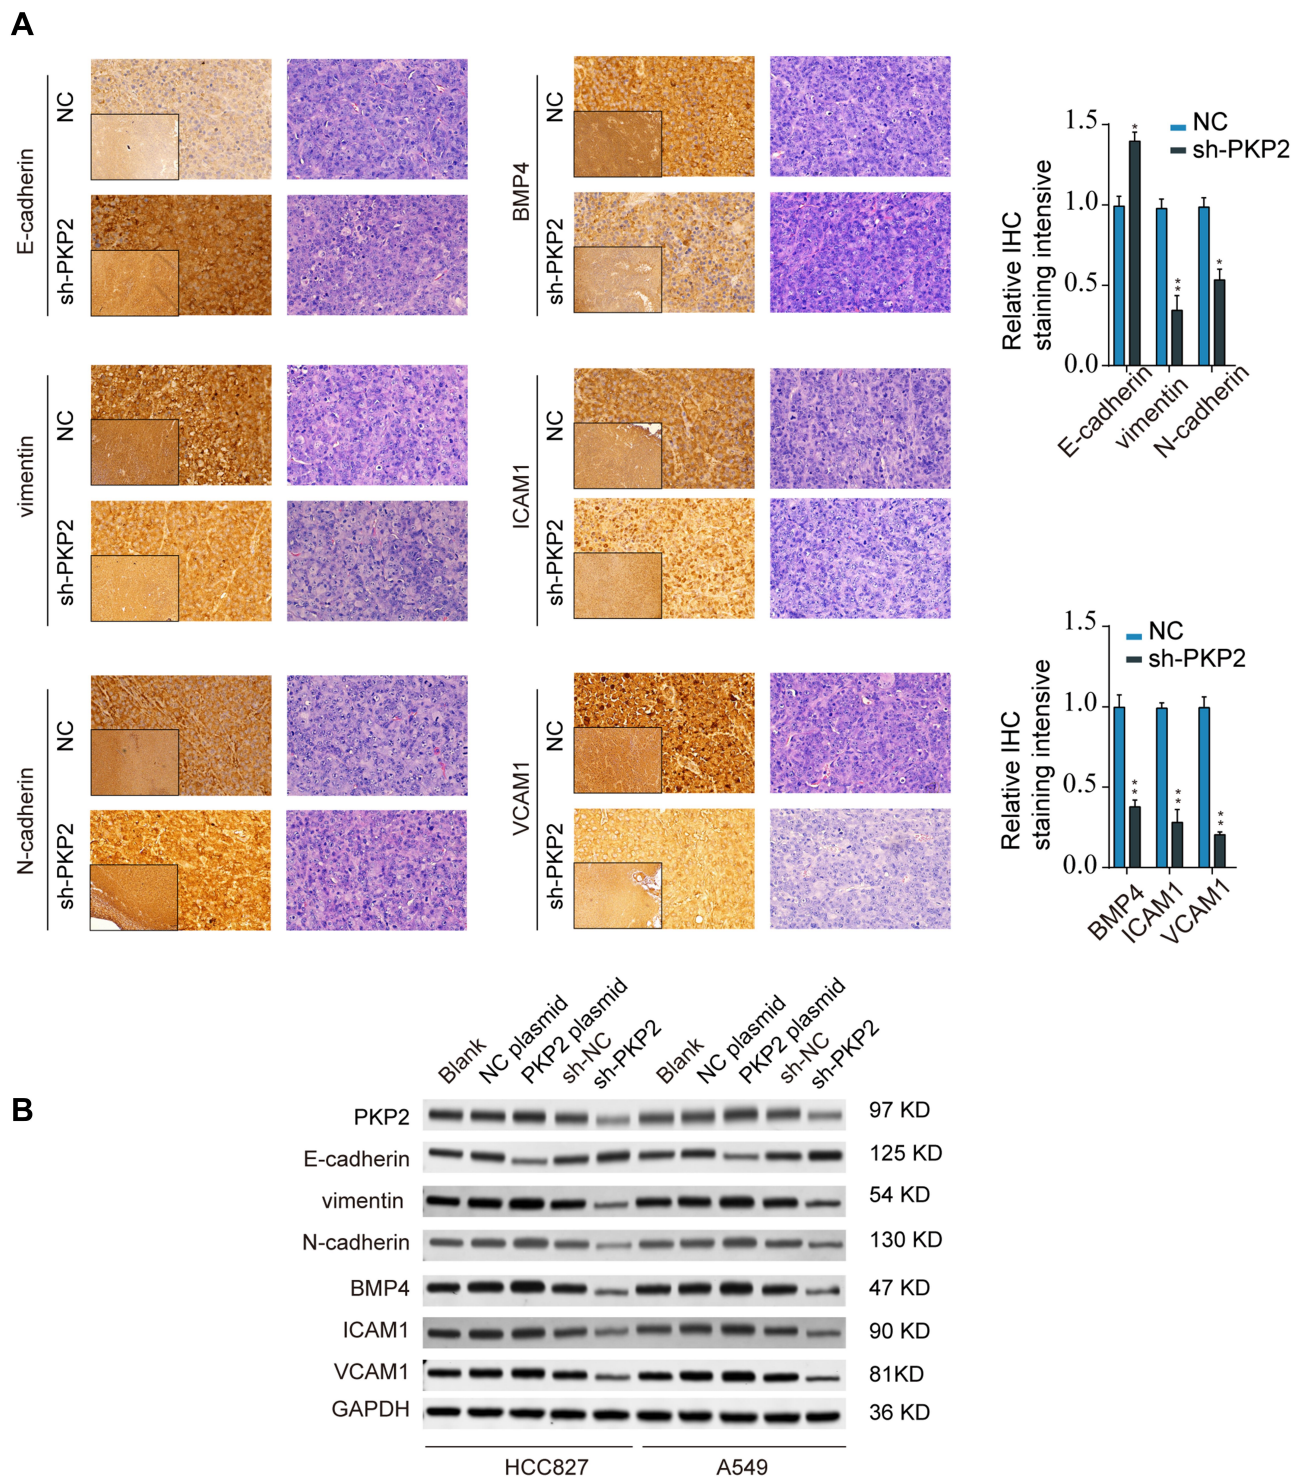 A
E-cadherin
NC
sh-PKP2
BMP4
NC
sh-PKP2
vimentin
NC
sh-PKP2
ICAM1
NC
sh-PKP2
N-cadherin
NC
sh-PKP2
VCAM1
NC
sh-PKP2
NC
sh-PKP2
Relative IHC
staining intensive
1.5
1.0
0.5
0.0
*
**
*
E-cadherin
vimentin
N-cadherin
NC
sh-PKP2
Relative IHC
staining intensive
1.5
1.0
0.5
0.0
**
**
**
BMP4
ICAM1
VCAM1
B
Blank
NC plasmid
PKP2 plasmid
sh-NC
sh-PKP2
Blank
NC plasmid
PKP2 plasmid
sh-NC
sh-PKP2
PKP2 97 KD
E-cadherin 125 KD
vimentin 54 KD
N-cadherin 130 KD
BMP4 47 KD
ICAM1 90 KD
VCAM1 81KD
GAPDH 36 KD
HCC827 A549